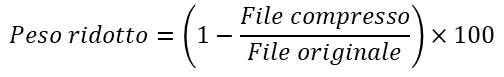 Peso ridotto = (1 − File compresso / File originale) × 100